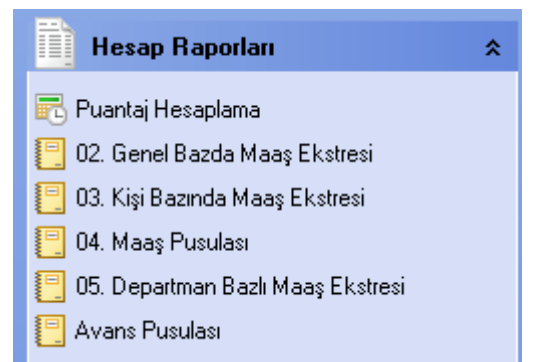 Hesap Raporları
Puantaj Hesaplama
02. Genel Bazda Maaş Ekstresi
03. Kişi Bazında Maaş Ekstresi
04. Maaş Pusulası
05. Departman Bazlı Maaş Ekstresi
Avans Pusulası